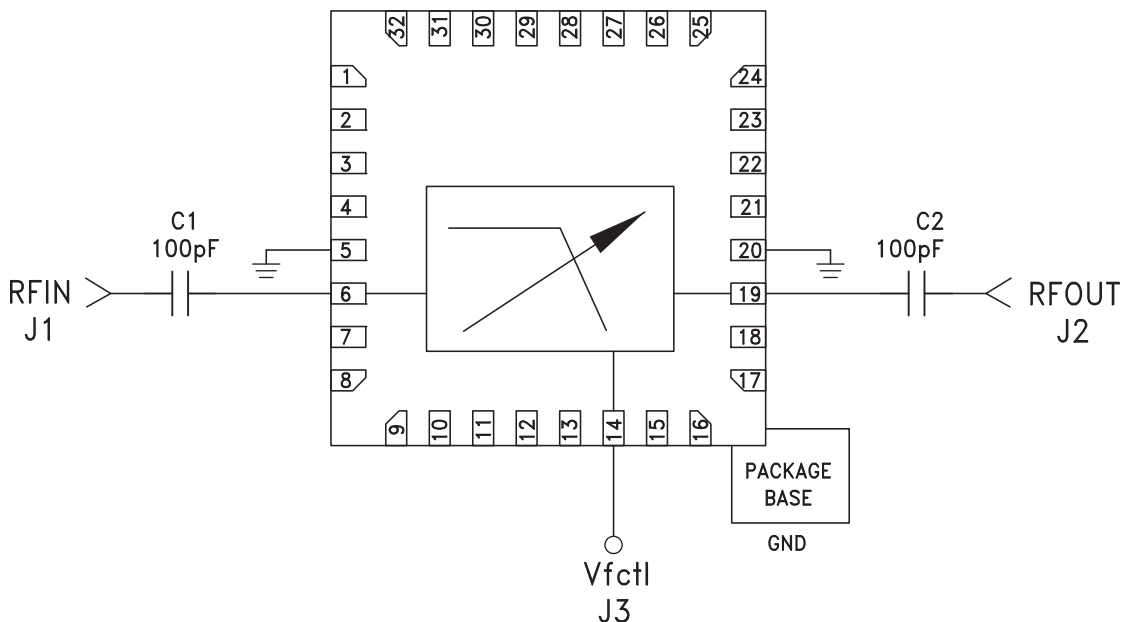 32 31 30 29 28 27 26 25
1
2
3
4
5
6
7
8
24
23
22
21
20
19
18
17
9 10 11 12 13 14 15 16
C1
100pF
RFIN
J1
C2
100pF
RFOUT
J2
PACKAGE
BASE
GND
Vfctl
J3